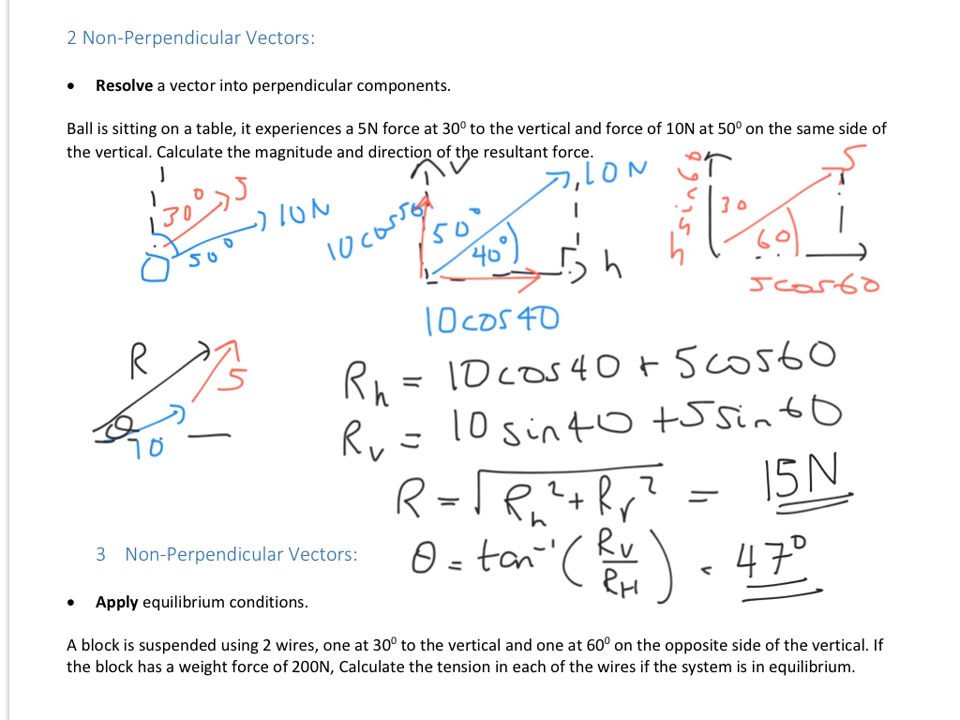 2 Non-Perpendicular Vectors:
• Resolve a vector into perpendicular components.
Ball is sitting on a table, it experiences a 5N force at 30⁰ to the vertical and force of 10N at 50⁰ on the same side of
the vertical. Calculate the magnitude and direction of the resultant force.
30° 5
10N
50°
V
10N
10cos50
50°
40°
h
10cos40
5sin60
30
5
60
5cos60
R
5
θ
10
Rh = 10cos40 + 5cos60
Rv = 10sin40 + 5sin60
R = √Rh² + Rv² = 15N
θ = tan⁻¹(Rv/RH) = 47°
3 Non-Perpendicular Vectors:
• Apply equilibrium conditions.
A block is suspended using 2 wires, one at 30⁰ to the vertical and one at 60⁰ on the opposite side of the vertical. If
the block has a weight force of 200N, Calculate the tension in each of the wires if the system is in equilibrium.